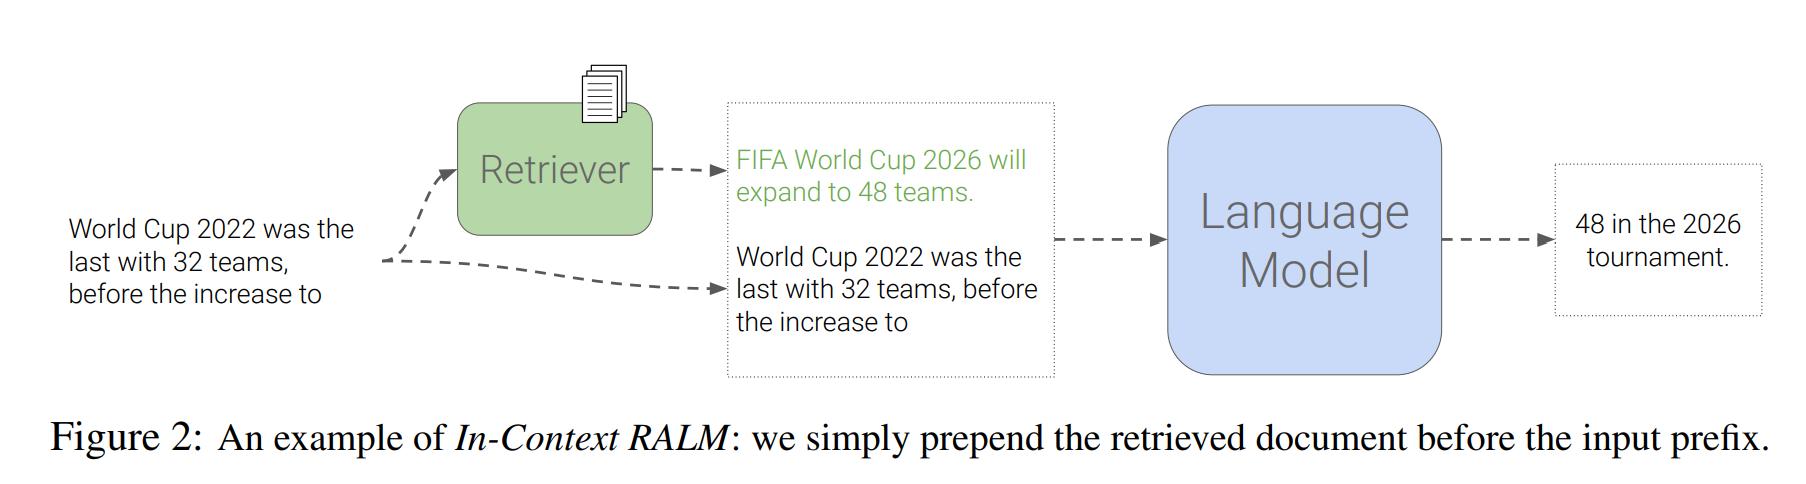 World Cup 2022 was the
last with 32 teams,
before the increase to
Retriever
FIFA World Cup 2026 will
expand to 48 teams.
World Cup 2022 was the
last with 32 teams, before
the increase to
Language
Model
48 in the 2026
tournament.
Figure 2: An example of In-Context RALM: we simply prepend the retrieved document before the input prefix.